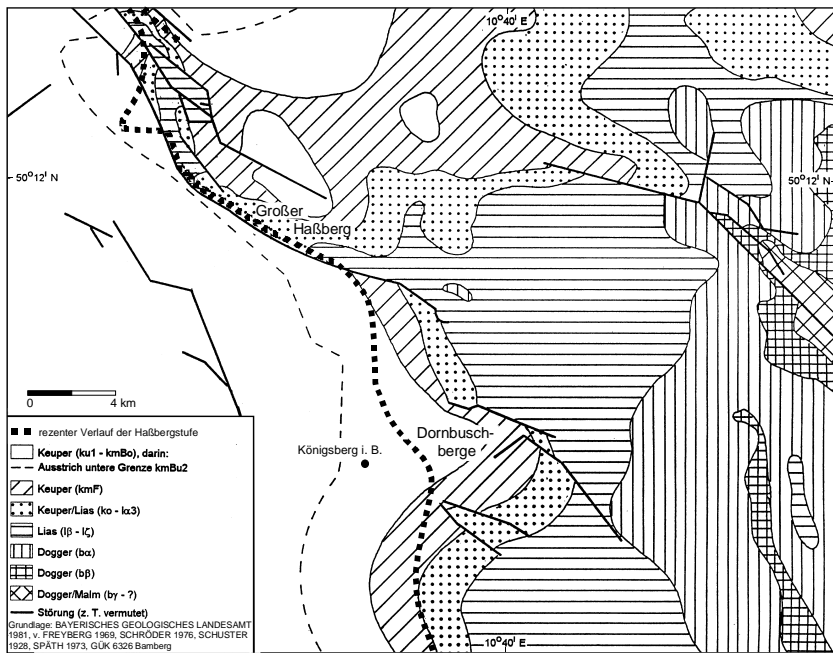 10°40' E
50°12' N
50°12' N
Großer
Haßberg
0 4 km
Dornbusch-
berge
Königsberg i. B.
rezenter Verlauf der Haßbergstufe
Keuper (ku1 - kmBo), darin:
Ausstrich untere Grenze kmBu2
Keuper (kmF)
Keuper/Lias (ko - lα3)
Lias (lβ - lζ)
Dogger (bα)
Dogger (bβ)
Dogger/Malm (bγ - ?)
Störung (z. T. vermutet)
Grundlage: BAYERISCHES GEOLOGISCHES LANDESAMT
1981, v. FREYBERG 1969, SCHRÖDER 1976, SCHUSTER
1928, SPÄTH 1973, GÜK 6326 Bamberg
10°40' E